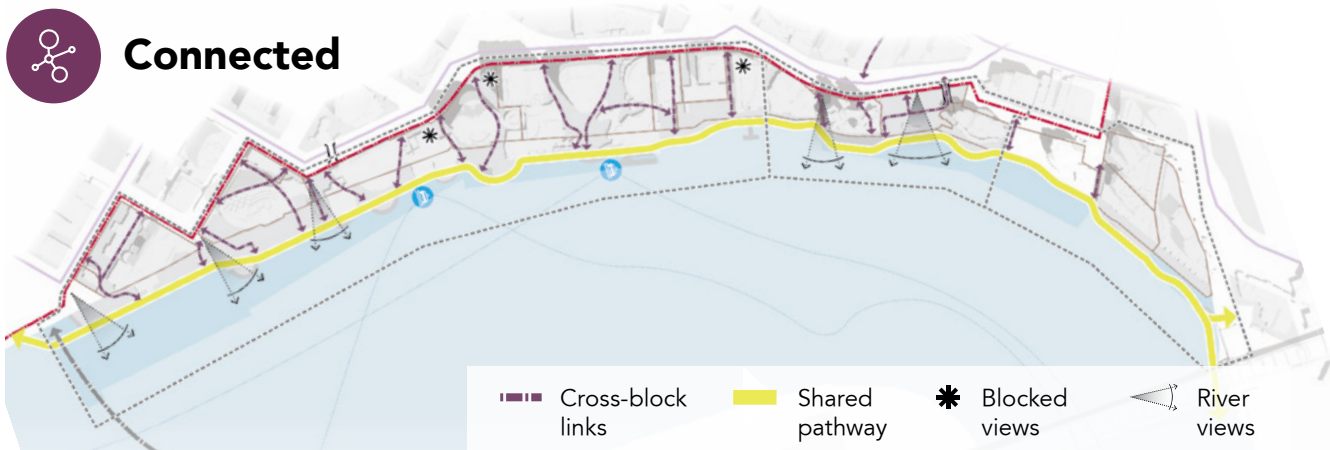 Connected
Cross-block
links
Shared
pathway
Blocked
views
River
views